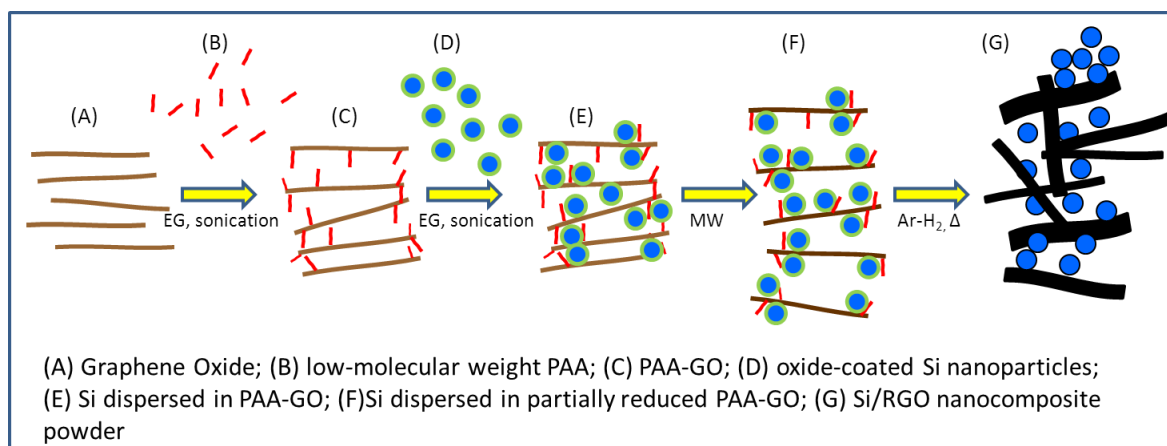 (B)
(D)
(F)
(G)
(A)
(C)
(E)
EG, sonication
EG, sonication
MW
Ar-H₂, Δ
(A) Graphene Oxide; (B) low-molecular weight PAA; (C) PAA-GO; (D) oxide-coated Si nanoparticles;
(E) Si dispersed in PAA-GO; (F)Si dispersed in partially reduced PAA-GO; (G) Si/RGO nanocomposite
powder